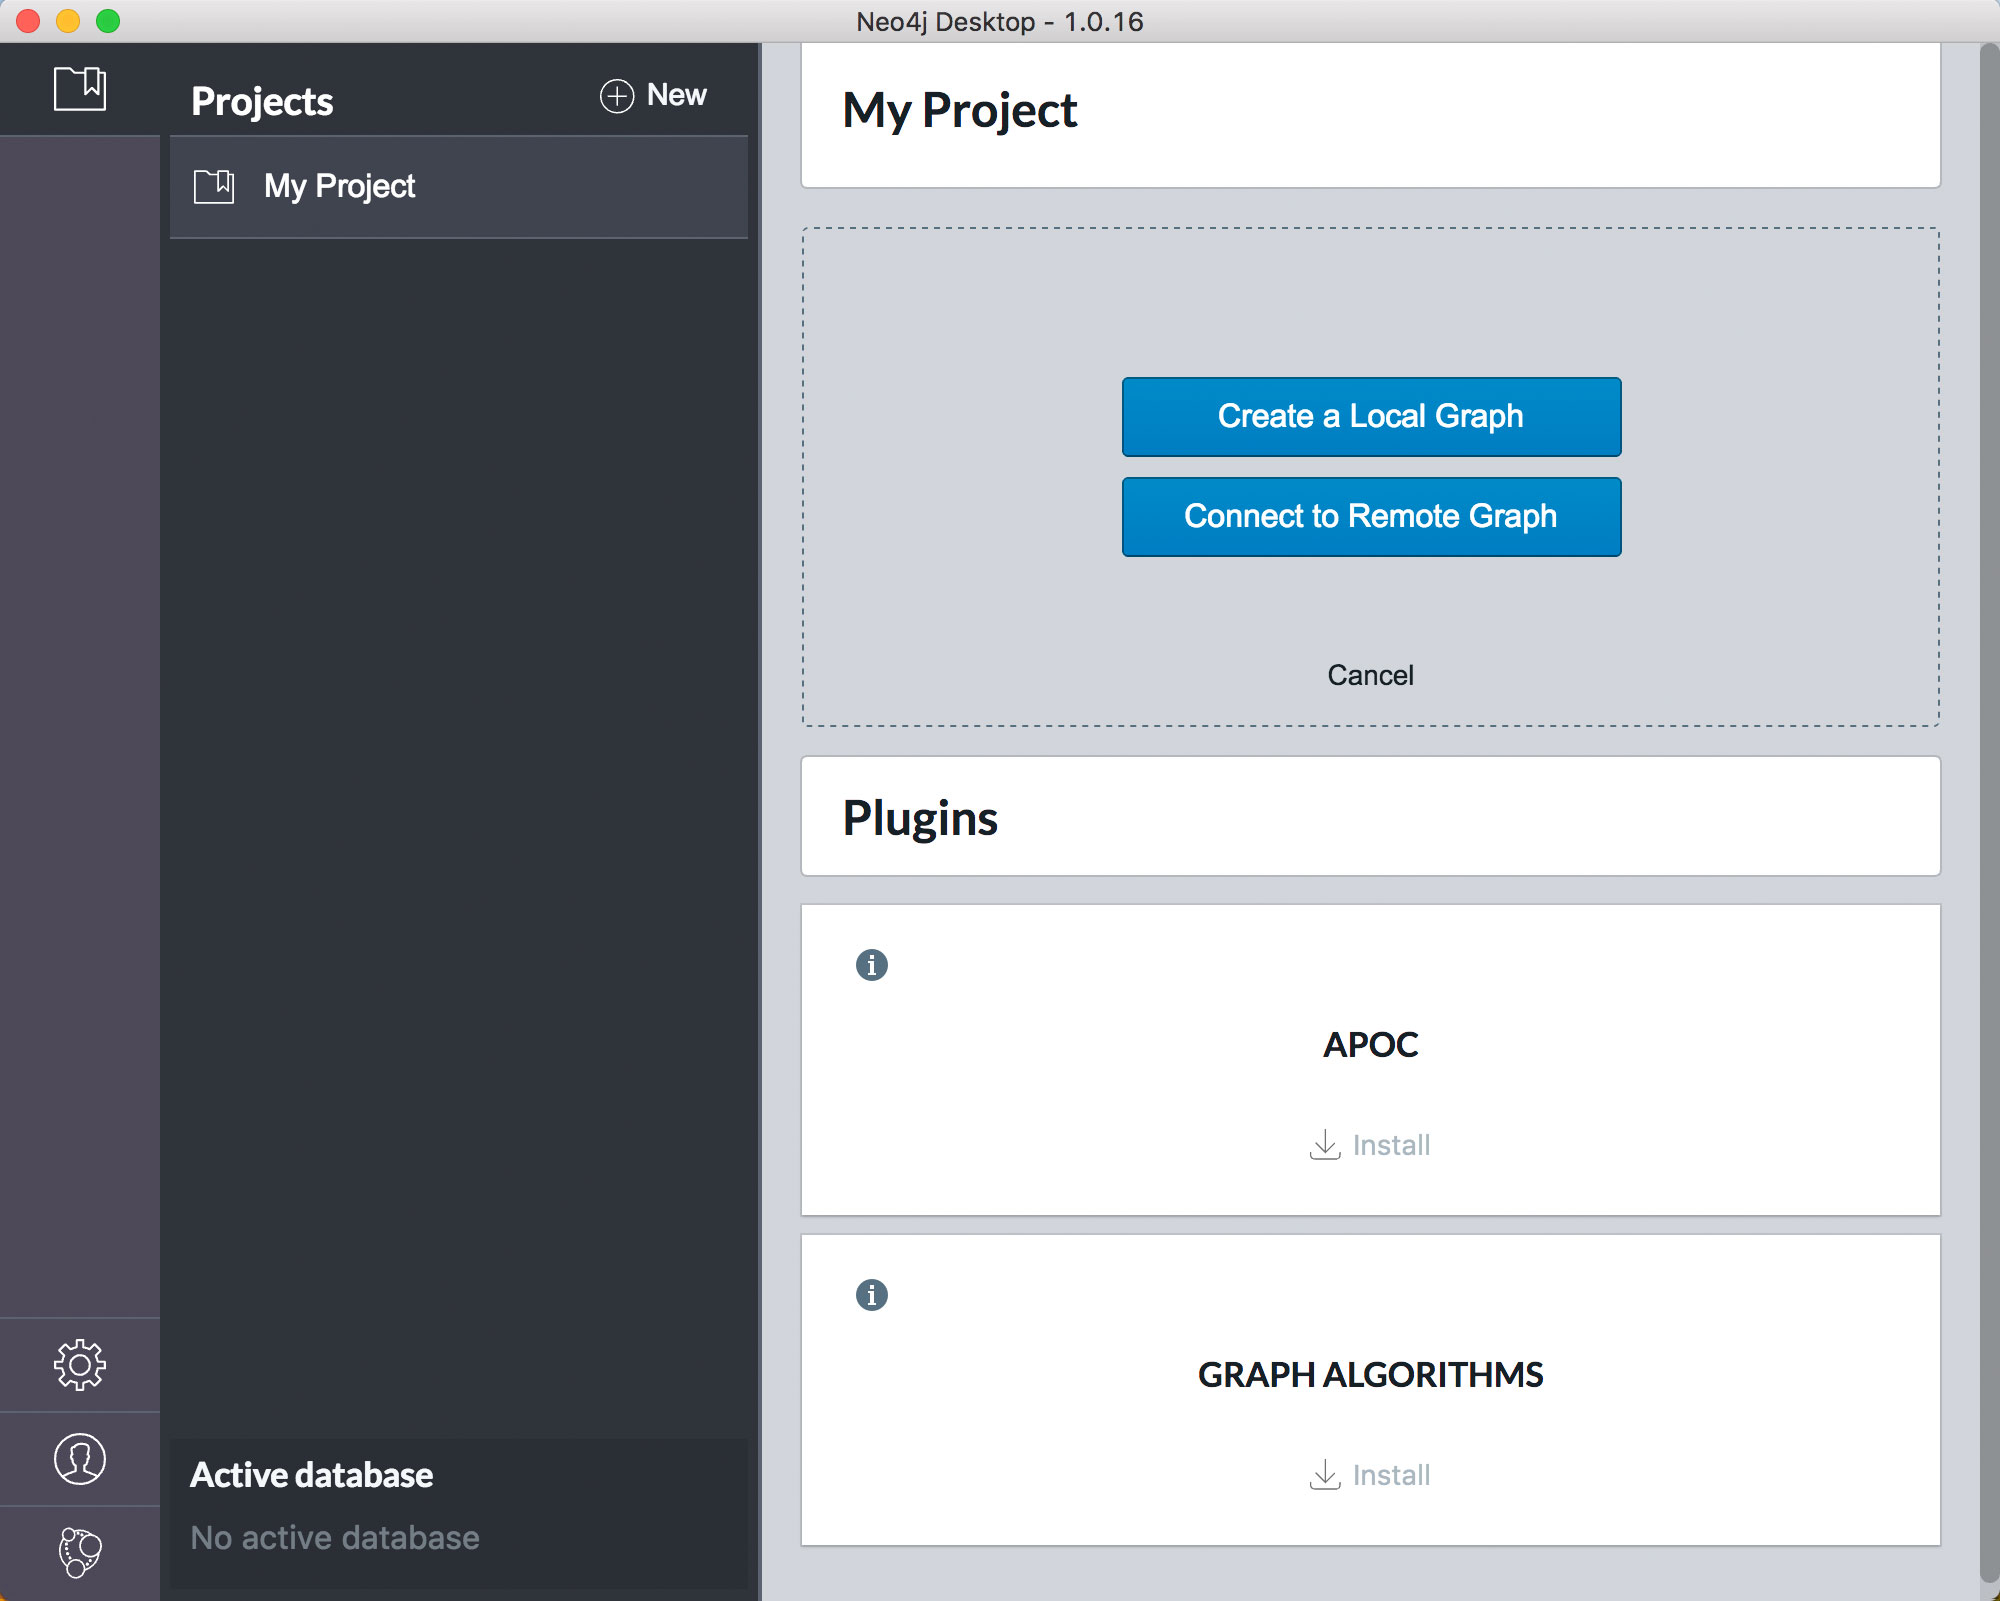 Neo4j Desktop - 1.0.16
Projects
New
My Project
Active database
No active database
My Project
Create a Local Graph
Connect to Remote Graph
Cancel
Plugins
APOC
Install
GRAPH ALGORITHMS
Install